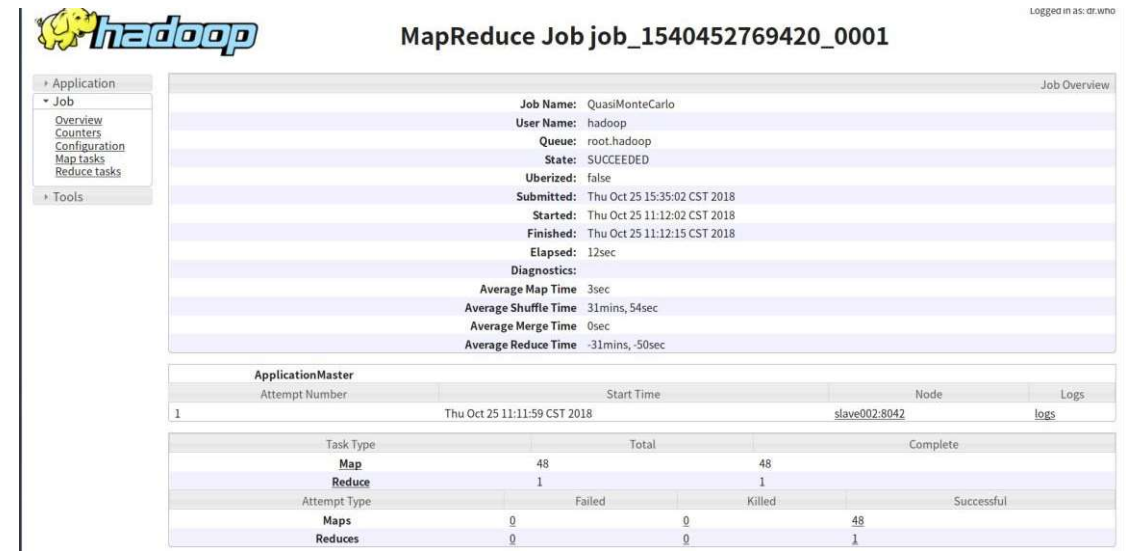 Logged in as: dr.who
hadoop
MapReduce Job job_1540452769420_0001
Application
Job
Overview
Counters
Configuration
Map tasks
Reduce tasks
Tools
Job Overview
Job Name: QuasiMonteCarlo
User Name: hadoop
Queue: root.hadoop
State: SUCCEEDED
Uberized: false
Submitted: Thu Oct 25 15:35:02 CST 2018
Started: Thu Oct 25 11:12:02 CST 2018
Finished: Thu Oct 25 11:12:15 CST 2018
Elapsed: 12sec
Diagnostics:
Average Map Time 3sec
Average Shuffle Time 31mins, 54sec
Average Merge Time 0sec
Average Reduce Time -31mins, -50sec
ApplicationMaster
Attempt Number Start Time Node Logs
1 Thu Oct 25 11:11:59 CST 2018 slave002:8042 logs
Task Type Total Complete
Map 48 48
Reduce 1 1
Attempt Type Failed Killed Successful
Maps 0 0 48
Reduces 0 0 1